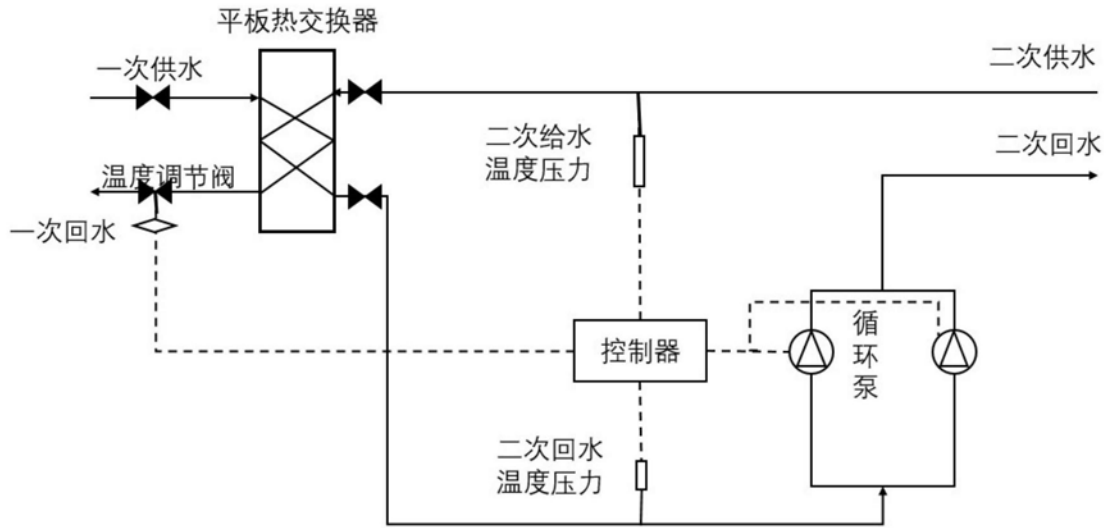 平板热交换器
一次供水
二次供水
二次给水
温度压力
二次回水
温度调节阀
一次回水
控制器
循
环
泵
二次回水
温度压力